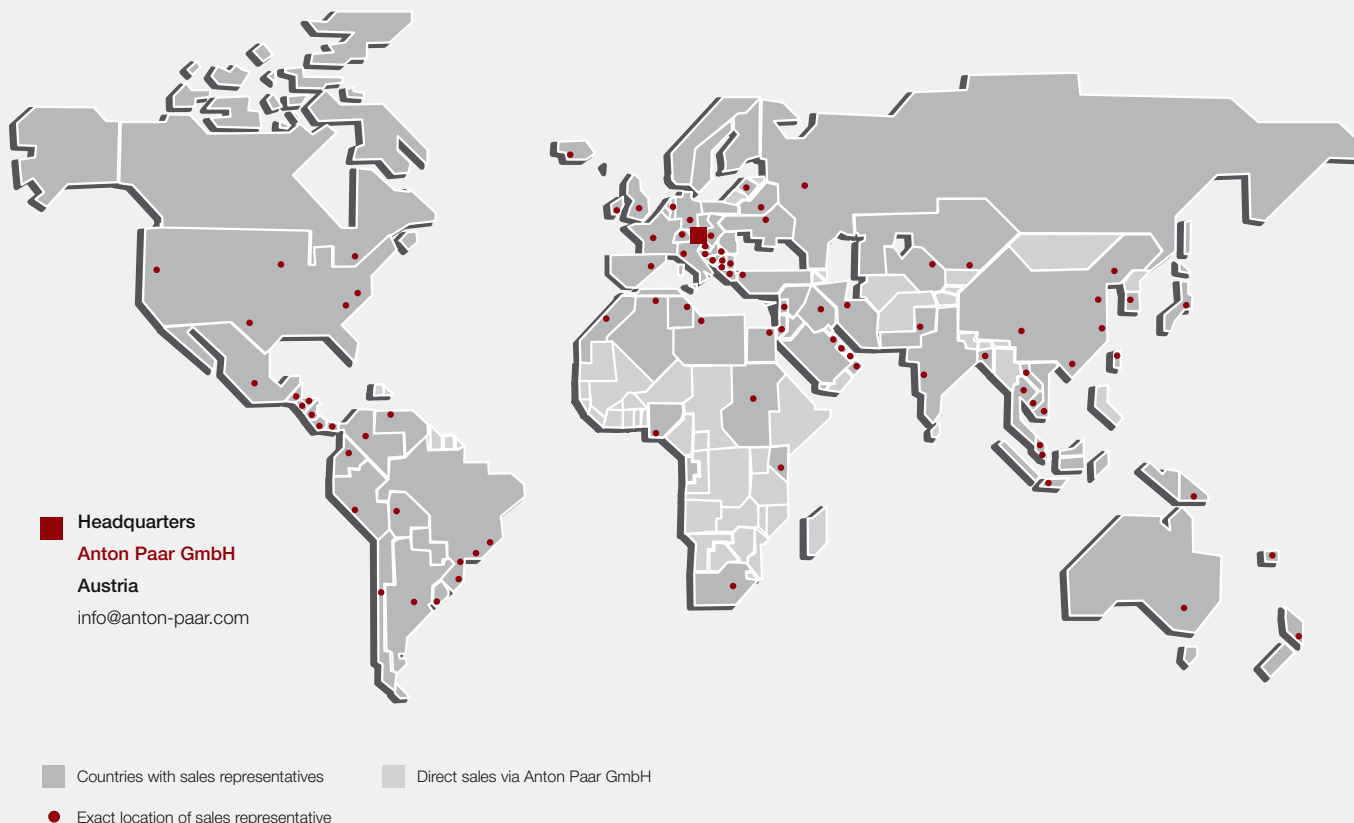 Headquarters
Anton Paar GmbH
Austria
info@anton-paar.com
Countries with sales representatives
Direct sales via Anton Paar GmbH
Exact location of sales representative